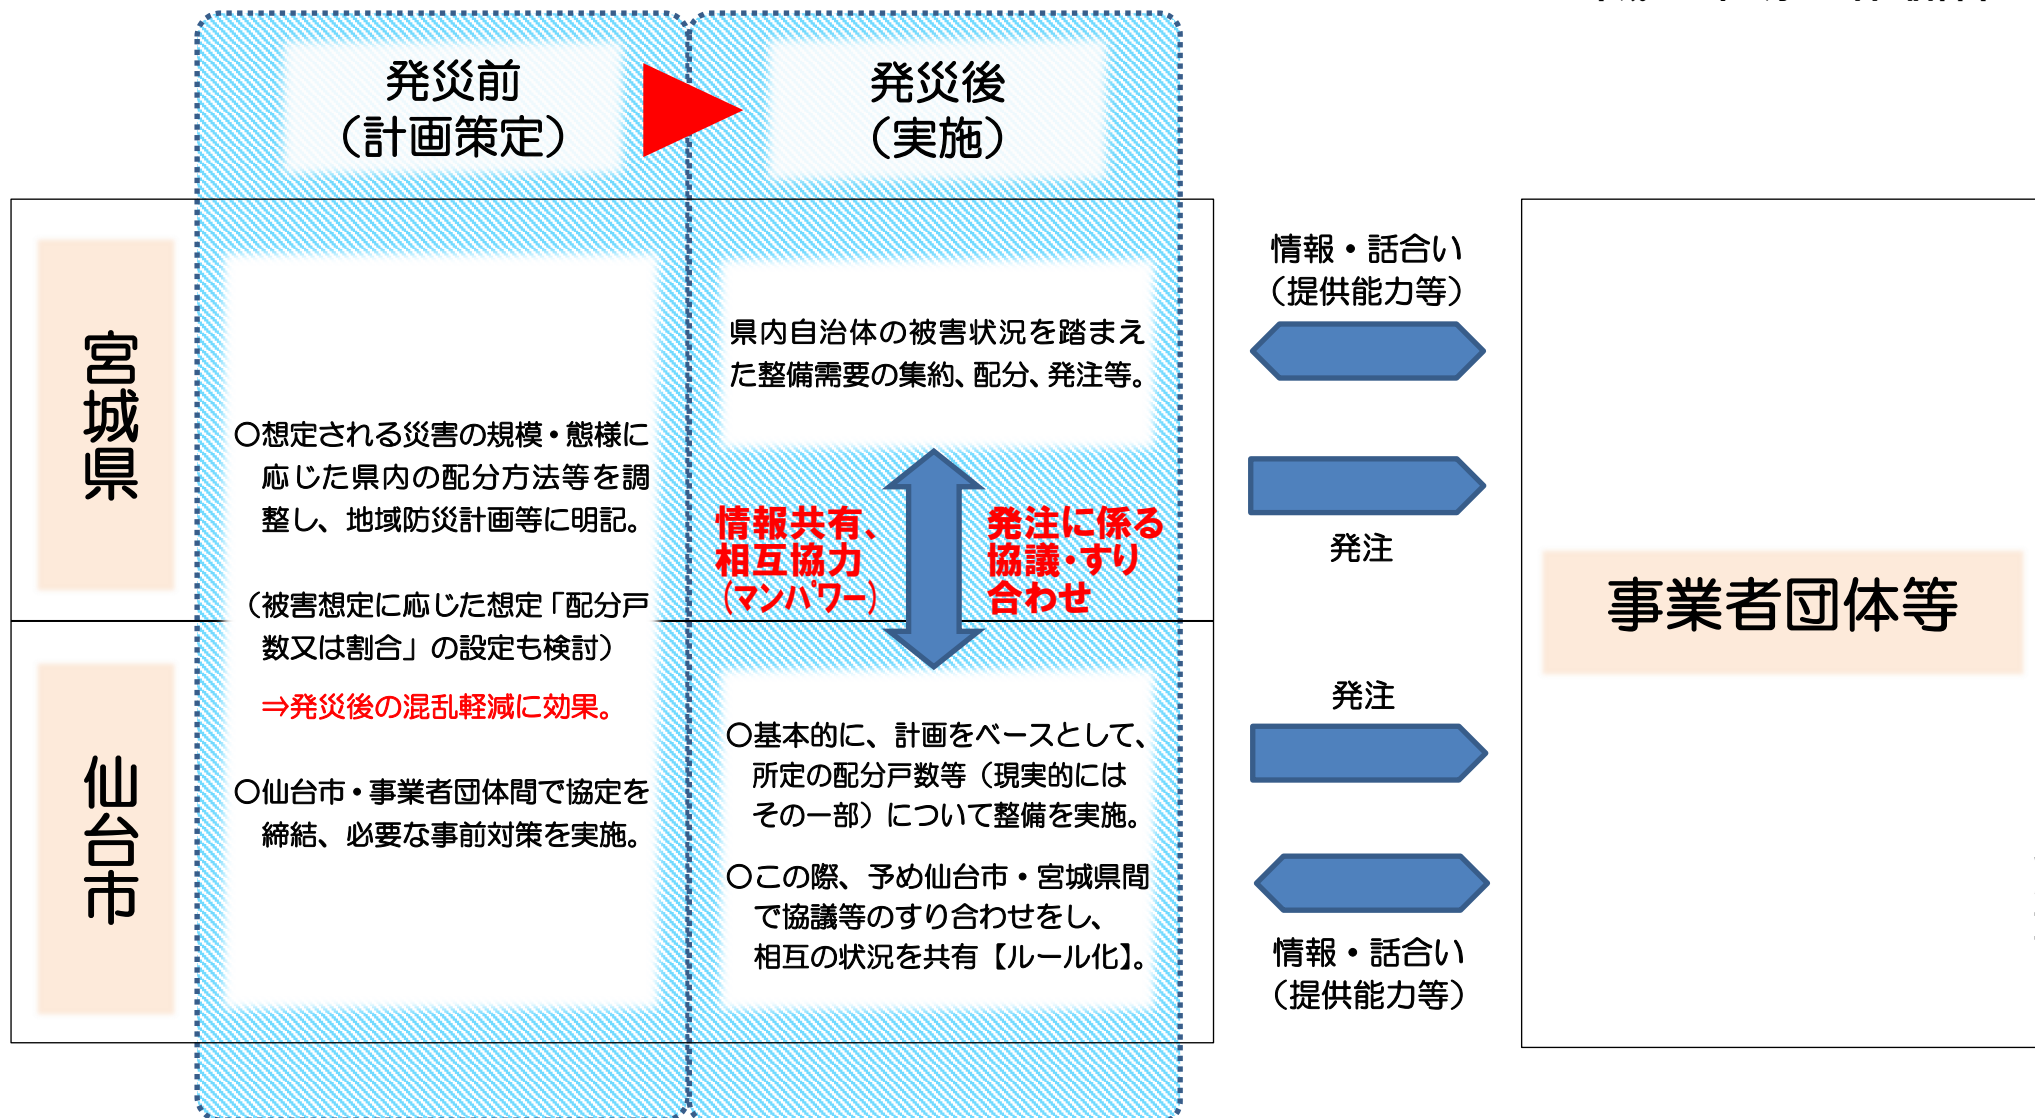 発災前
（計画策定）
発災後
（実施）
宮城県
仙台市
〇想定される災害の規模・態様に
応じた県内の配分方法等を調
整し、地域防災計画等に明記。
（被害想定に応じた想定「配分戸
数又は割合」の設定も検討）
⇒発災後の混乱軽減に効果。
〇仙台市・事業者団体間で協定を
締結、必要な事前対策を実施。
県内自治体の被害状況を踏まえ
た整備需要の集約、配分、発注等。
情報共有、
相互協力
（マンパワー）
発注に係る
協議・すり
合わせ
〇基本的に、計画をベースとして、
所定の配分戸数等（現実的には
その一部）について整備を実施。
〇この際、予め仙台市・宮城県間
で協議等のすり合わせをし、
相互の状況を共有【ルール化】。
情報・話合い
（提供能力等）
発注
発注
情報・話合い
（提供能力等）
事業者団体等